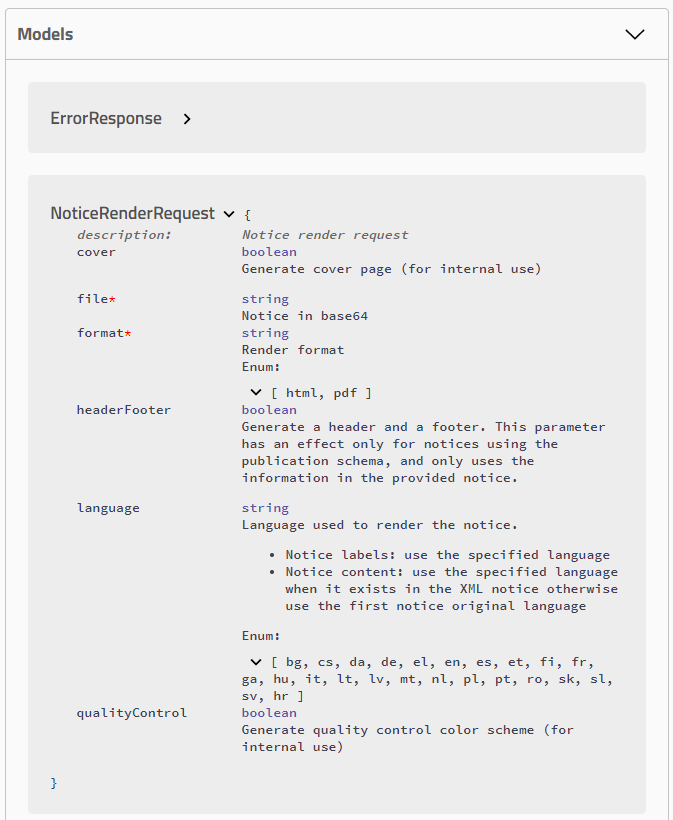 Models
ErrorResponse
NoticeRenderRequest {
description: Notice render request
cover boolean
Generate cover page (for internal use)
file* string
Notice in base64
format* string
Render format
Enum:
[ html, pdf ]
headerFooter boolean
Generate a header and a footer. This parameter
has an effect only for notices using the
publication schema, and only uses the
information in the provided notice.
language string
Language used to render the notice.
• Notice labels: use the specified language
• Notice content: use the specified language
when it exists in the XML notice otherwise
use the first notice original language
Enum:
[ bg, cs, da, de, el, en, es, et, fi, fr,
ga, hu, it, lt, lv, mt, nl, pl, pt, ro, sk, sl,
sv, hr ]
qualityControl boolean
Generate quality control color scheme (for
internal use)
}